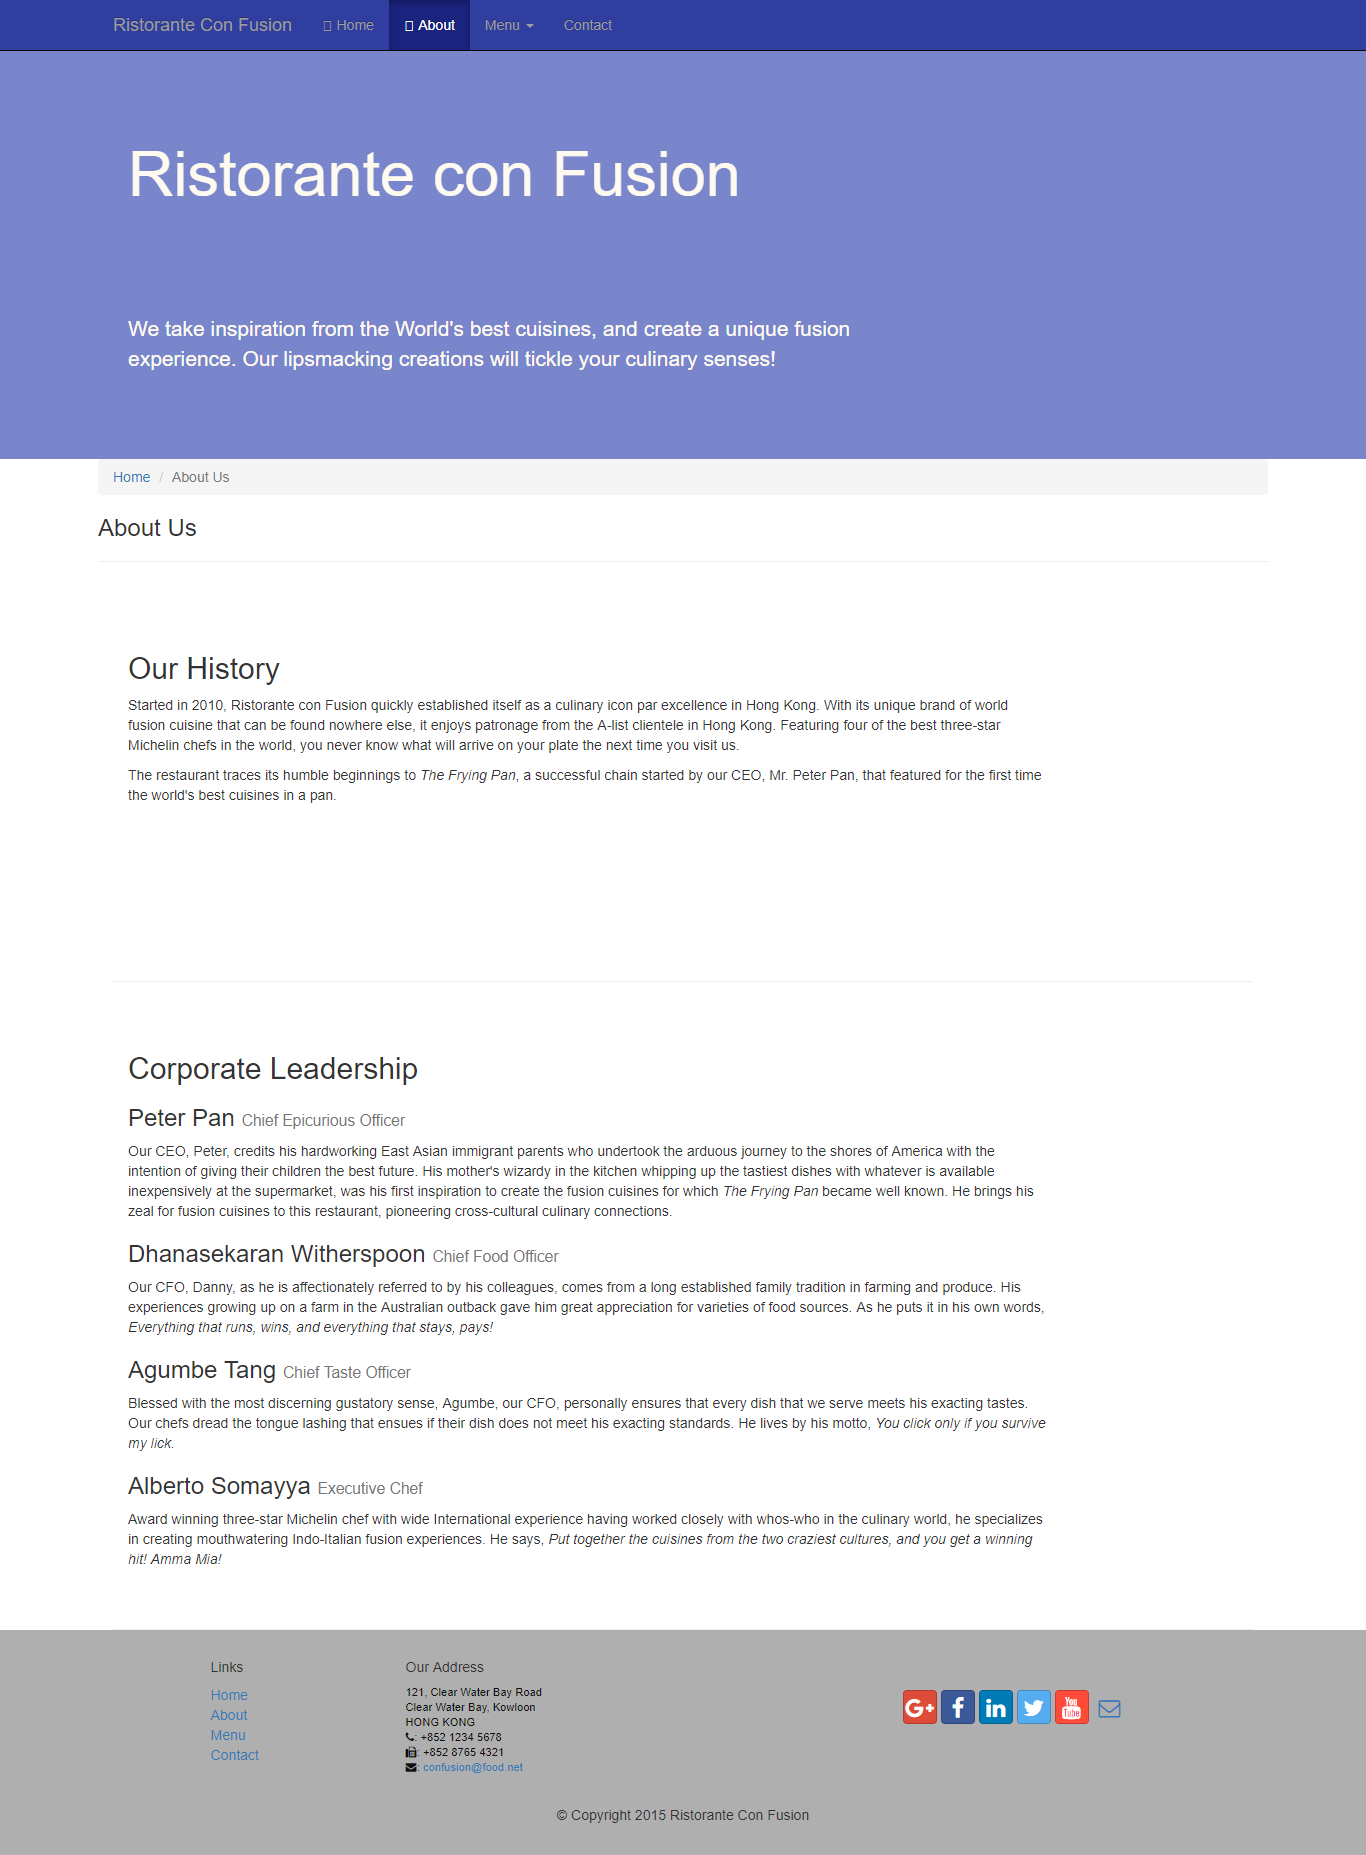 Ristorante Con Fusion Home About Menu Contact
Ristorante con Fusion
We take inspiration from the World's best cuisines, and create a unique fusion
experience. Our lipsmacking creations will tickle your culinary senses!
Home / About Us
About Us
Our History
Started in 2010, Ristorante con Fusion quickly established itself as a culinary icon par excellence in Hong Kong. With its unique brand of world
fusion cuisine that can be found nowhere else, it enjoys patronage from the A-list clientele in Hong Kong. Featuring four of the best three-star
Michelin chefs in the world, you never know what will arrive on your plate the next time you visit us.
The restaurant traces its humble beginnings to The Frying Pan, a successful chain started by our CEO, Mr. Peter Pan, that featured for the first time
the world's best cuisines in a pan.
Corporate Leadership
Peter Pan Chief Epicurious Officer
Our CEO, Peter, credits his hardworking East Asian immigrant parents who undertook the arduous journey to the shores of America with the
intention of giving their children the best future. His mother's wizardy in the kitchen whipping up the tastiest dishes with whatever is available
inexpensively at the supermarket, was his first inspiration to create the fusion cuisines for which The Frying Pan became well known. He brings his
zeal for fusion cuisines to this restaurant, pioneering cross-cultural culinary connections.
Dhanasekaran Witherspoon Chief Food Officer
Our CFO, Danny, as he is affectionately referred to by his colleagues, comes from a long established family tradition in farming and produce. His
experiences growing up on a farm in the Australian outback gave him great appreciation for varieties of food sources. As he puts it in his own words,
Everything that runs, wins, and everything that stays, pays!
Agumbe Tang Chief Taste Officer
Blessed with the most discerning gustatory sense, Agumbe, our CFO, personally ensures that every dish that we serve meets his exacting tastes.
Our chefs dread the tongue lashing that ensues if their dish does not meet his exacting standards. He lives by his motto, You click only if you survive
my lick.
Alberto Somayya Executive Chef
Award winning three-star Michelin chef with wide International experience having worked closely with whos-who in the culinary world, he specializes
in creating mouthwatering Indo-Italian fusion experiences. He says, Put together the cuisines from the two craziest cultures, and you get a winning
hit! Amma Mia!
Links
Home
About
Menu
Contact
Our Address
121, Clear Water Bay Road
Clear Water Bay, Kowloon
HONG KONG
: +852 1234 5678
: +852 8765 4321
: confusion@food.net
G+ f in You Tube
© Copyright 2015 Ristorante Con Fusion